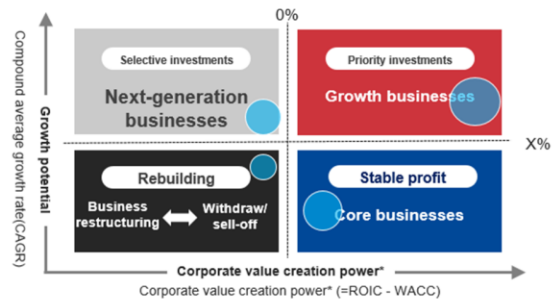 0%
Selective investments
Next-generation
businesses
Priority investments
Growth businesses
X%
Rebuilding
Business
restructuring
Withdraw/
sell-off
Stable profit
Core businesses
Growth potential
Compound average growth rate(CAGR)
Corporate value creation power*
Corporate value creation power* (=ROIC - WACC)